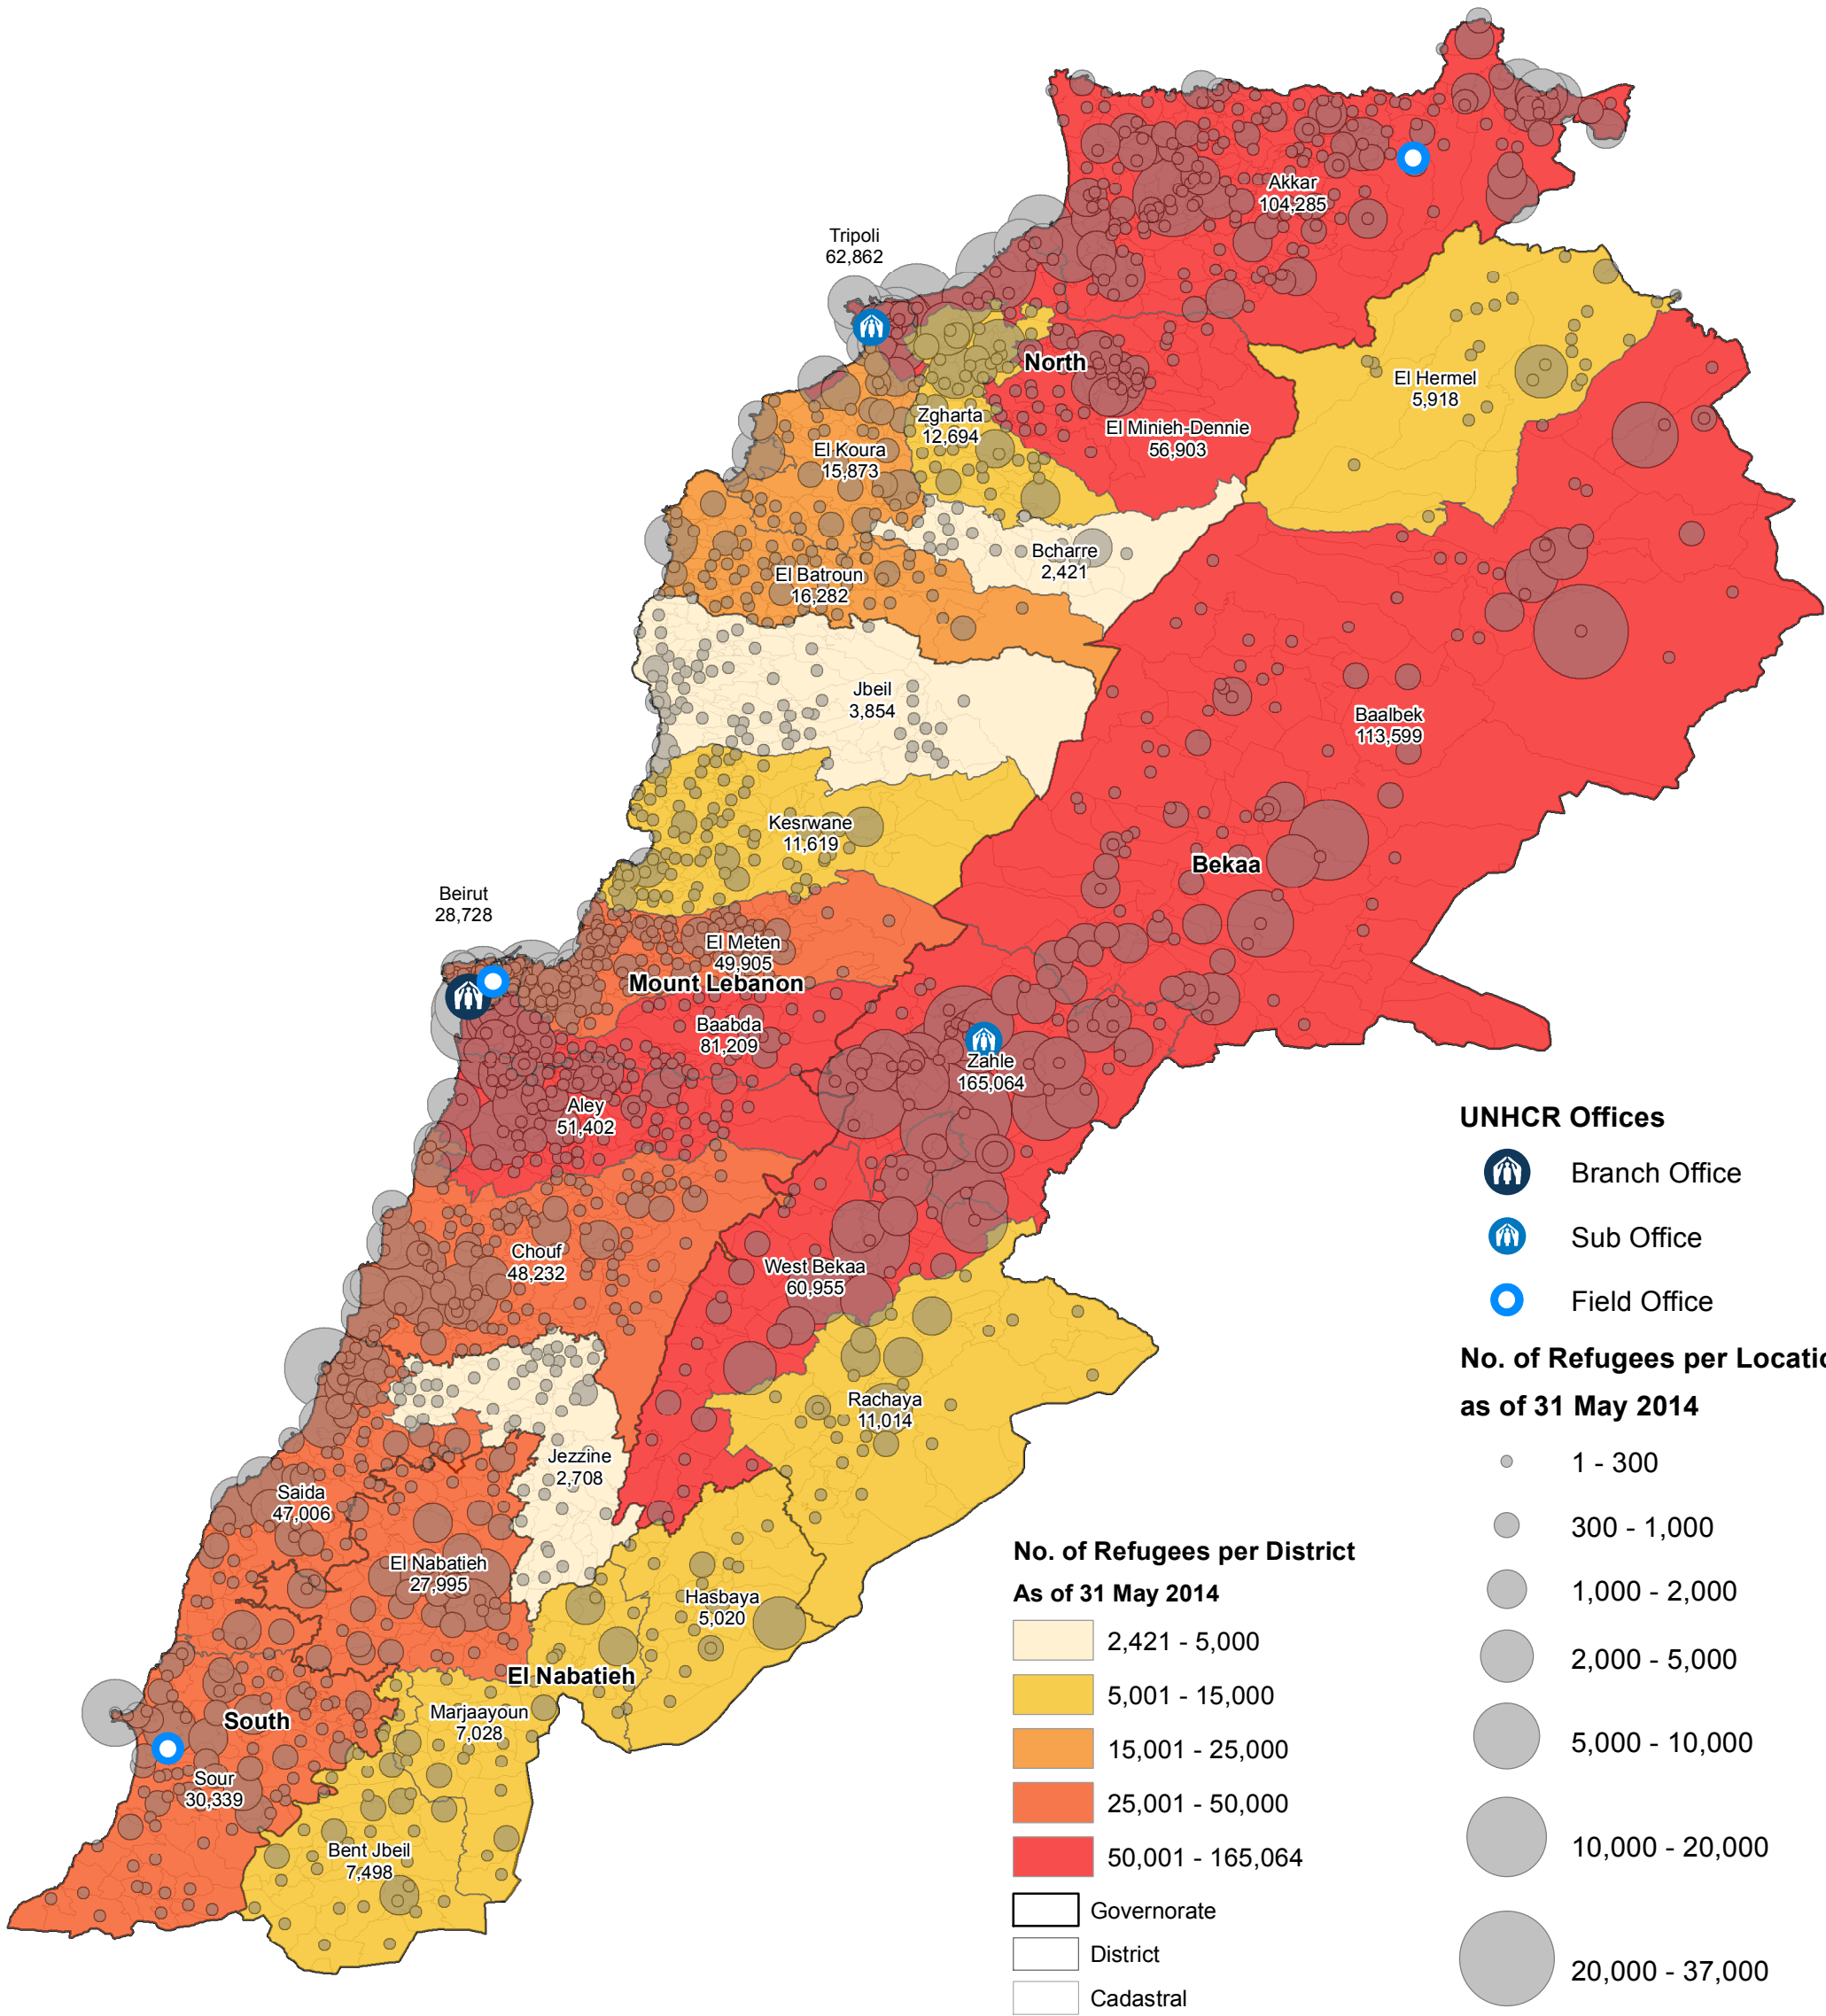 Akkar
104,285
Tripoli
62,862
North
El Hermel
5,918
Zgharta
12,694
El Minieh-Dennie
56,903
El Koura
15,873
Bcharre
2,421
El Batroun
16,282
Jbeil
3,854
Baalbek
113,599
Kesrwane
11,619
Bekaa
Beirut
28,728
El Meten
49,905
Mount Lebanon
Baabda
81,209
Zahle
165,064
Aley
51,402
Chouf
48,232
West Bekaa
60,955
Rachaya
11,014
Jezzine
2,708
Saida
47,006
El Nabatieh
27,995
Hasbaya
5,020
El Nabatieh
Marjaayoun
7,028
South
Sour
30,339
Bent Jbeil
7,498
UNHCR Offices
Branch Office
Sub Office
Field Office
No. of Refugees per Locatio
as of 31 May 2014
1 - 300
300 - 1,000
1,000 - 2,000
2,000 - 5,000
5,000 - 10,000
10,000 - 20,000
20,000 - 37,000
No. of Refugees per District
As of 31 May 2014
2,421 - 5,000
5,001 - 15,000
15,001 - 25,000
25,001 - 50,000
50,001 - 165,064
Governorate
District
Cadastral